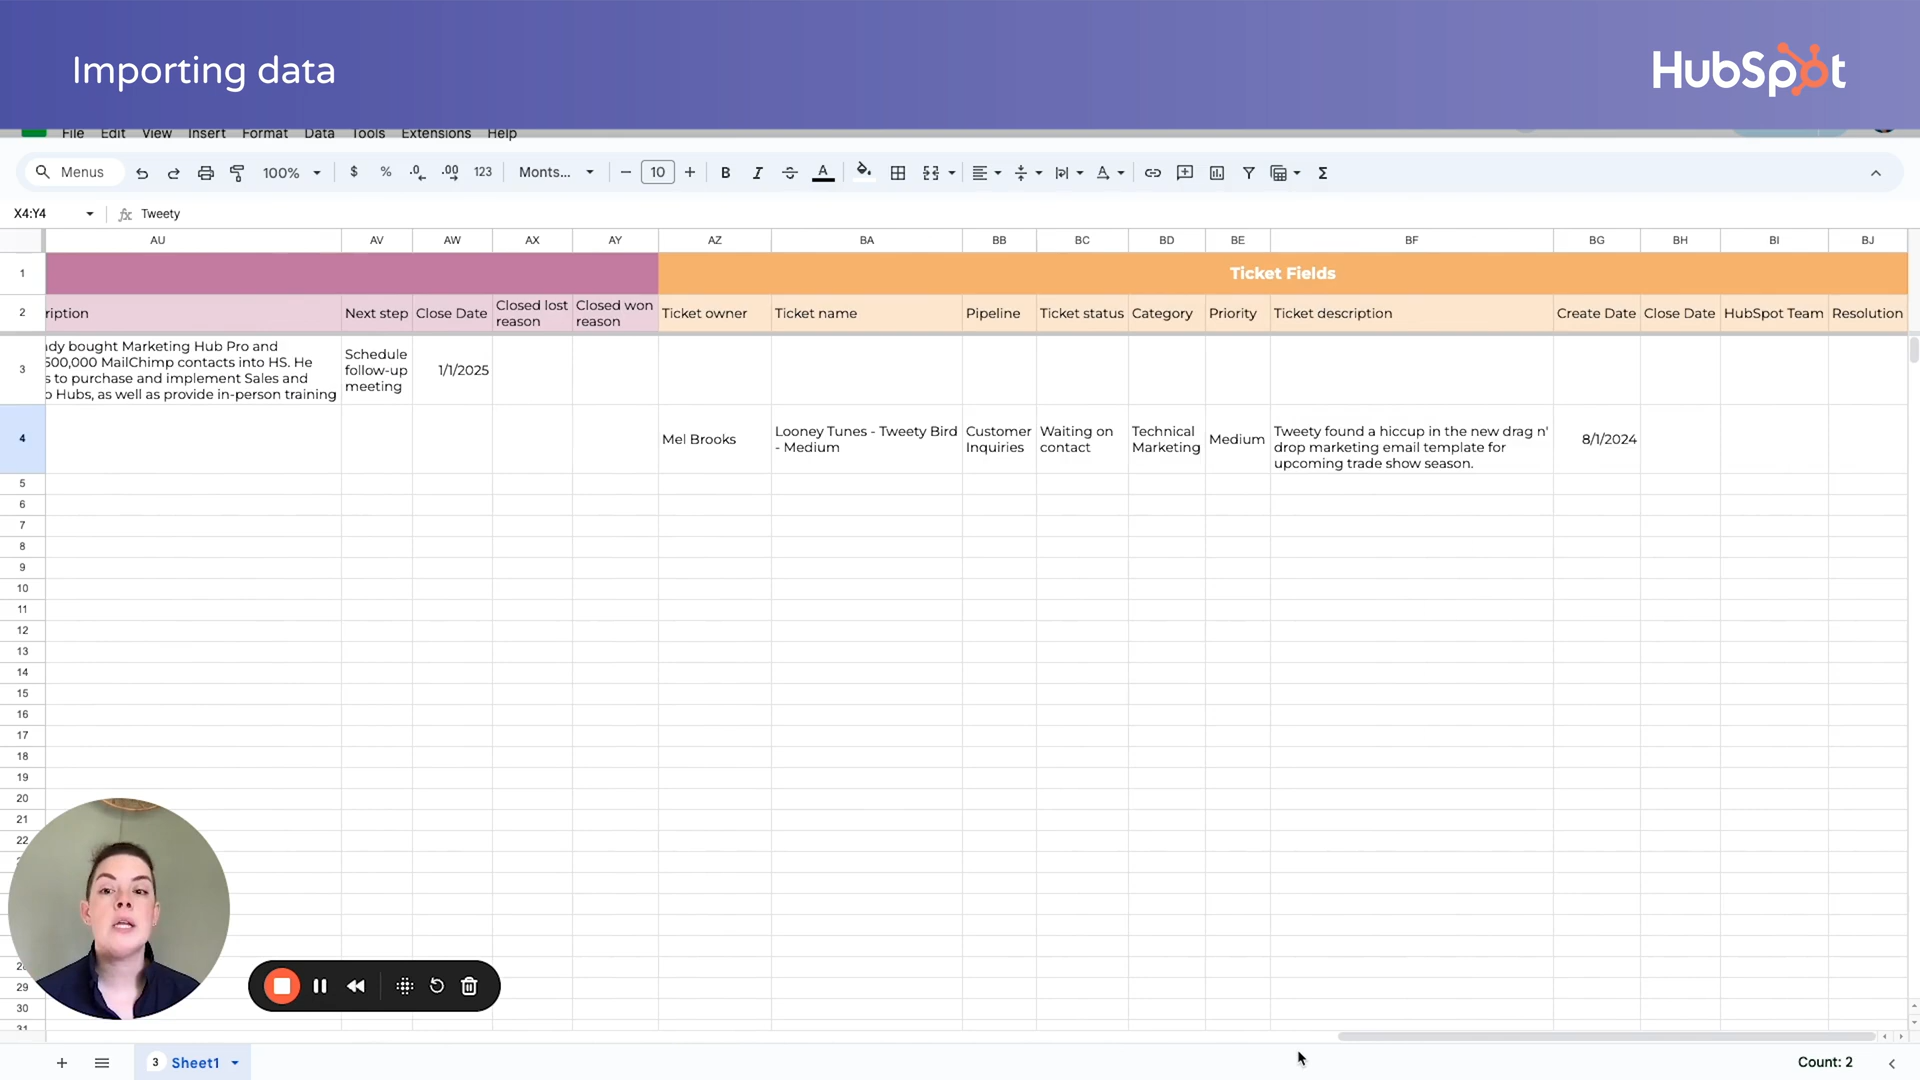 Importing data
HubSpot
File Edit View Insert Format Data Tools Extensions Help
Menus 100% $ % .0 .00 123 Monts... 10 B I A Σ
X4:Y4 fx Tweety
AU AV AW AX AY AZ BA BB BC BD BE BF BG BH BI BJ
1 Ticket Fields
2 ription Next step Close Date Closed lost reason Closed won reason Ticket owner Ticket name Pipeline Ticket status Category Priority Ticket description Create Date Close Date HubSpot Team Resolution
3
dy bought Marketing Hub Pro and
500,000 MailChimp contacts into HS. He
s to purchase and implement Sales and
Hubs, as well as provide in-person training
Schedule
follow-up
meeting
1/1/2025
4
Mel Brooks
Looney Tunes - Tweety Bird
- Medium
Customer
Inquiries
Waiting on
contact
Technical
Marketing
Medium
Tweety found a hiccup in the new drag n'
drop marketing email template for
upcoming trade show season.
8/1/2024
5
6
7
8
9
10
11
12
13
14
15
16
17
18
19
20
21
22
29
30
31
3 Sheet1
Count: 2